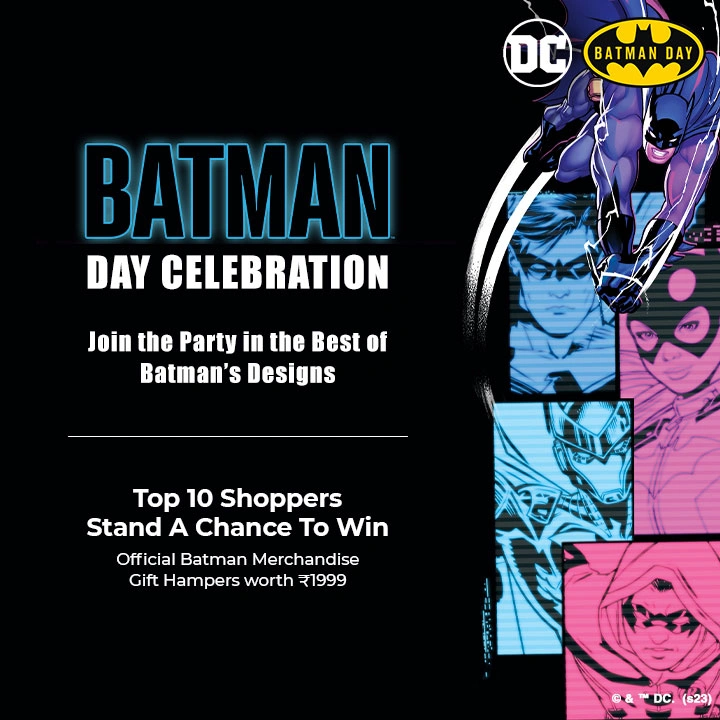 DC
BATMAN DAY
BATMAN
DAY CELEBRATION
Join the Party in the Best of
Batman's Designs
Top 10 Shoppers
Stand A Chance To Win
Official Batman Merchandise
Gift Hampers worth ₹1999
© & ™ DC. (s23)